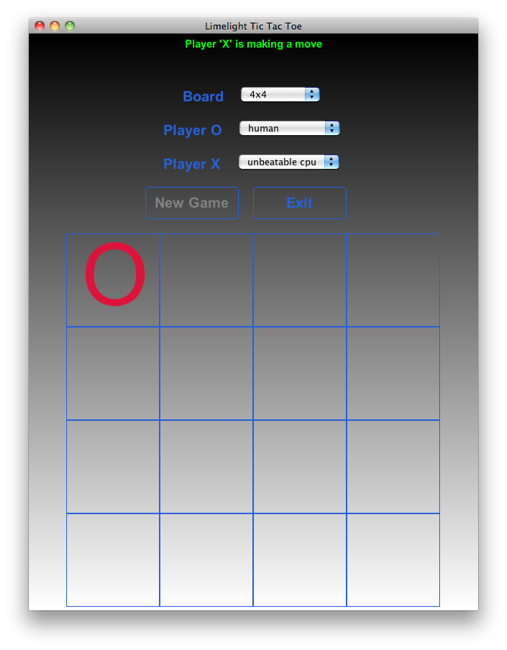 Limelight Tic Tac Toe
Player 'X' is making a move
Board 4x4
Player O human
Player X unbeatable cpu
New Game Exit
O